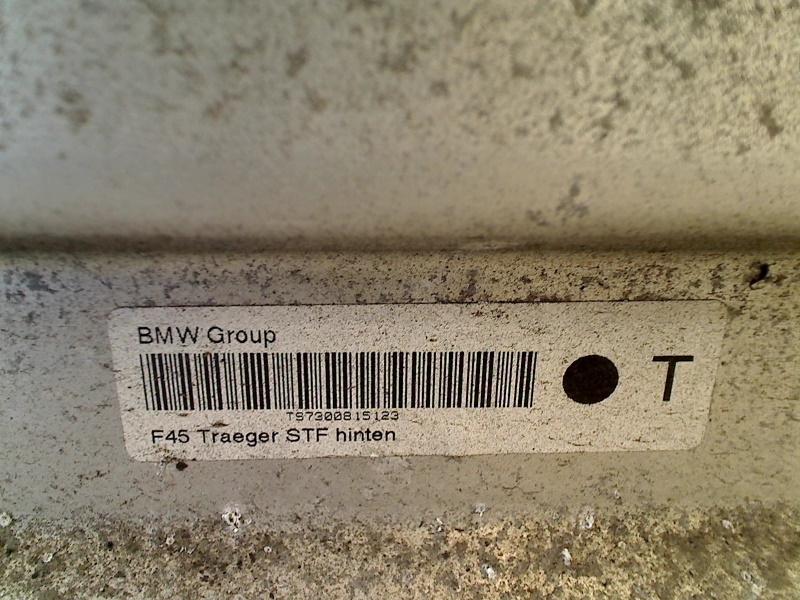 BMW Group
TS7300815123
F45 Traeger STF hinten
T